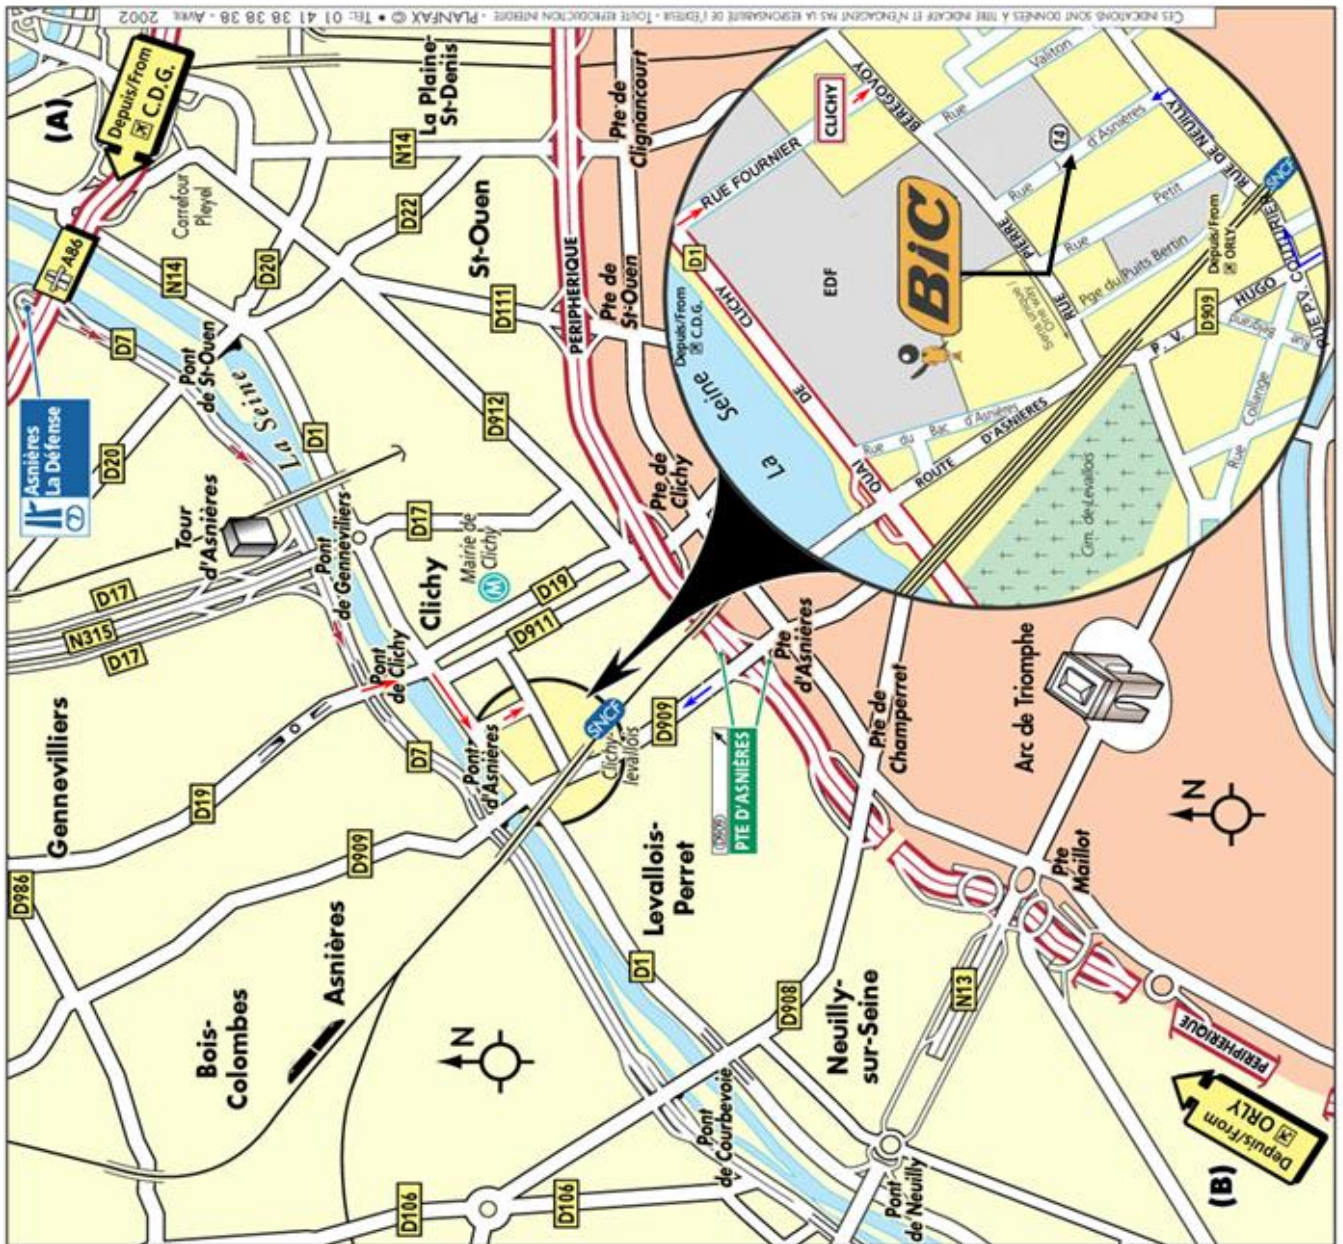 CES INDICATIONS SONT DONNÉES À TITRE INDICATIF ET N'ENGAGENT PAS LA RESPONSABILITÉ DE L'ÉDITEUR - TOUTE REPRODUCTION INTERDITE - PLANFAX © • TEL: 01 41 38 38 38 - AVRIL 2002
D986
Gennevilliers
D17
N315
D17
D20
Asnières
La Défense
7
A86
Depuis/From
C.D.G.
(A)
D7
N14
Carrefour
Pleyel
D20
Pont
de St-Ouen
La Seine
D1
Tour
d'Asnières
Pont
de Gennevilliers
D17
D22
N14
La Plaine-
St-Denis
St-Ouen
D111
D912
PERIPHERIQUE
Pte de
Clignancourt
Pte de
St-Ouen
Pte de
Clichy
Clichy
Mairie de
Clichy
M
D19
D911
Pont
de Clichy
D19
D7
D909
Pont
d'Asnières
SNCF
Clichy-
levallois
D909
Bois-
Colombes
Asnières
N
Levallois-
Perret
D1
D909
PTE D'ASNIÈRES
Pte
d'Asnières
Pte de
Champerret
Arc de Triomphe
N
Pte
Maillot
N13
D908
Neuilly-
sur-Seine
Pont
de Courbevoie
Pont
de Neuilly
D106
D106
PERIPHERIQUE
Depuis/From
ORLY
(B)
La
Seine
Depuis/From
C.D.G.
D1
QUAI
DE
CLICHY
RUE FOURNIER
CLICHY
EDF
BiC
RUE
PIERRE
BEREGOVOY
Rue
Valiton
Rue
d'Asnières
14
Rue
Petit
Pge du Puits Bertin
RUE DE NEUILLY
SNCF
Depuis/From
ORLY
Sens unique !
One way
Rue du Bac d'Asnières
ROUTE
D'ASNIÈRES
P. V.
HUGO
D909
RUE P.V. COUTURIER
Rue
Collange
Cim. de Levallois